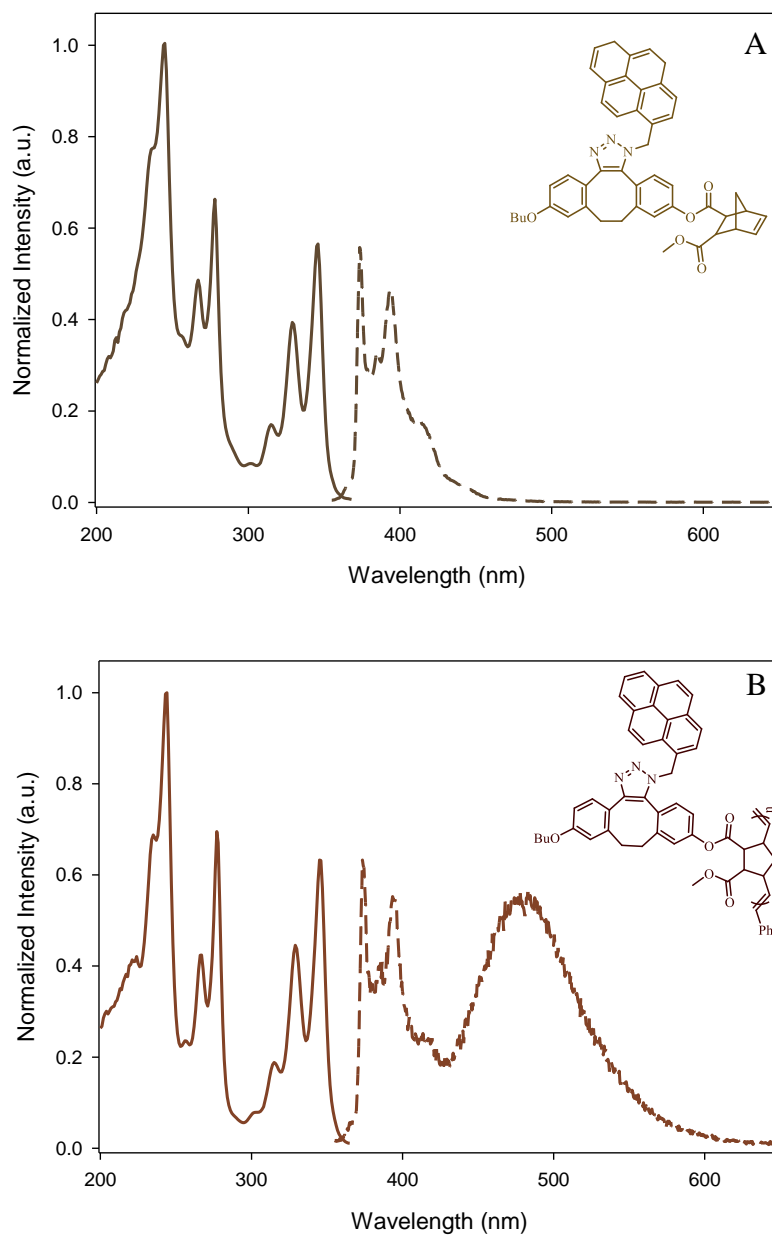 A
1.0
0.8
0.6
0.4
0.2
0.0
Normalized Intensity (a.u.)
200 300 400 500 600
Wavelength (nm)
N N N
BuO
O
O
O
O
B
1.0
0.8
0.6
0.4
0.2
0.0
Normalized Intensity (a.u.)
200 300 400 500 600
Wavelength (nm)
N N N
BuO
O
O
O
O
n
Ph